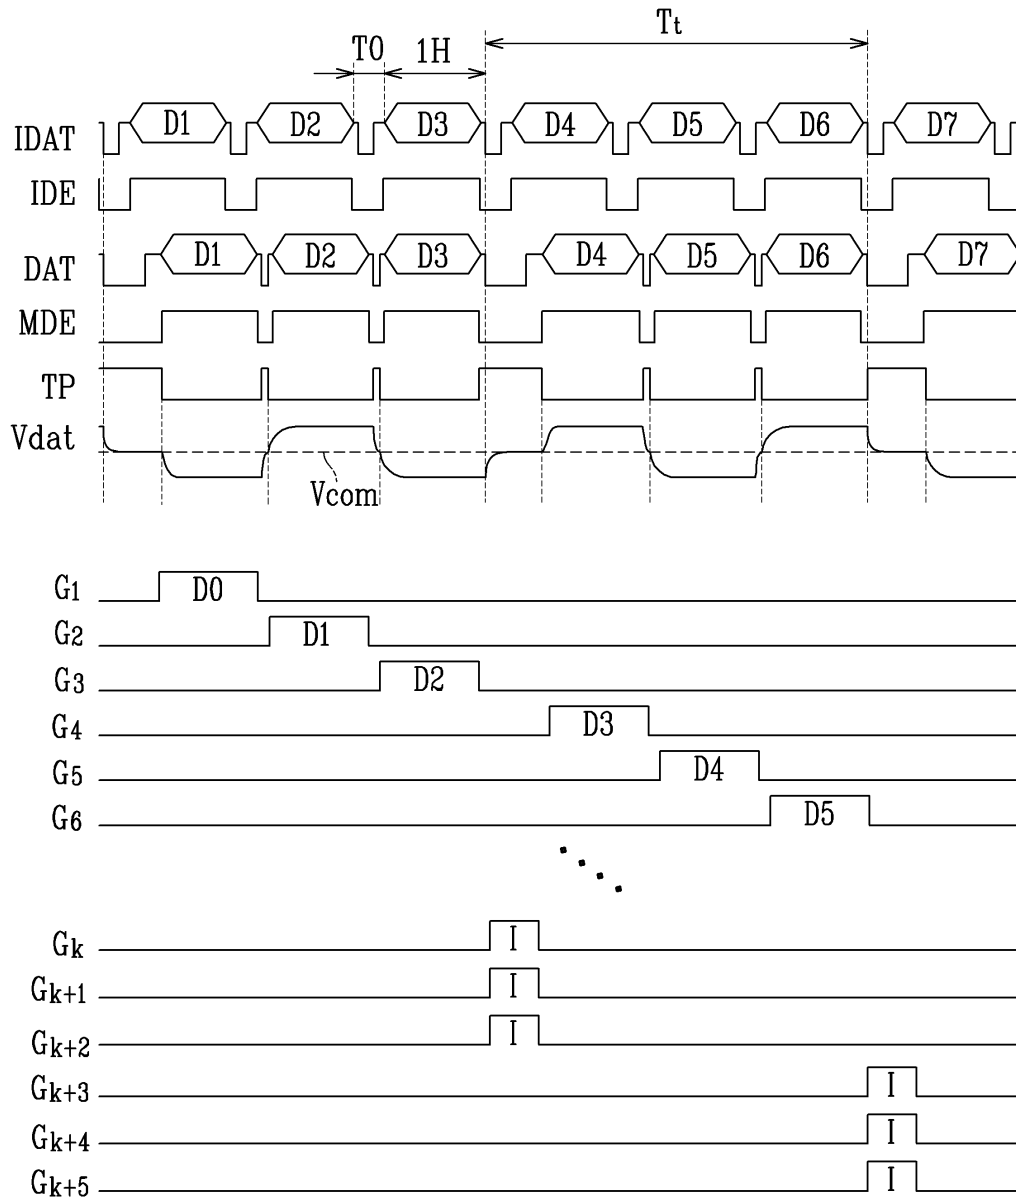 Tt
T0 1H
IDAT D1 D2 D3 D4 D5 D6 D7
IDE
DAT D1 D2 D3 D4 D5 D6 D7
MDE
TP
Vdat
Vcom
G1 D0
G2 D1
G3 D2
G4 D3
G5 D4
G6 D5
Gk I
Gk+1 I
Gk+2 I
Gk+3 I
Gk+4 I
Gk+5 I